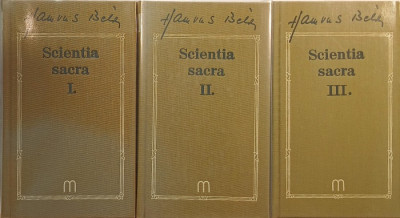 Hamvas Béla
Scientia
sacra
I.
m
Hamvas Béla
Scientia
sacra
II.
m
Hamvas Béla
Scientia
sacra
III.
m